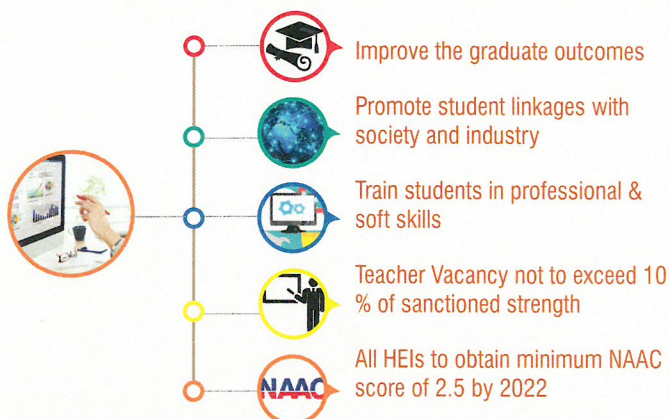 Improve the graduate outcomes
Promote student linkages with
society and industry
Train students in professional &
soft skills
Teacher Vacancy not to exceed 10
% of sanctioned strength
All HEIs to obtain minimum NAAC
score of 2.5 by 2022
NAAC